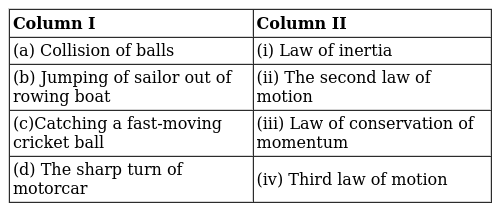 Column I
Column II
(a) Collision of balls
(i) Law of inertia
(b) Jumping of sailor out of
rowing boat
(ii) The second law of
motion
(c)Catching a fast-moving
cricket ball
(iii) Law of conservation of
momentum
(d) The sharp turn of
motorcar
(iv) Third law of motion